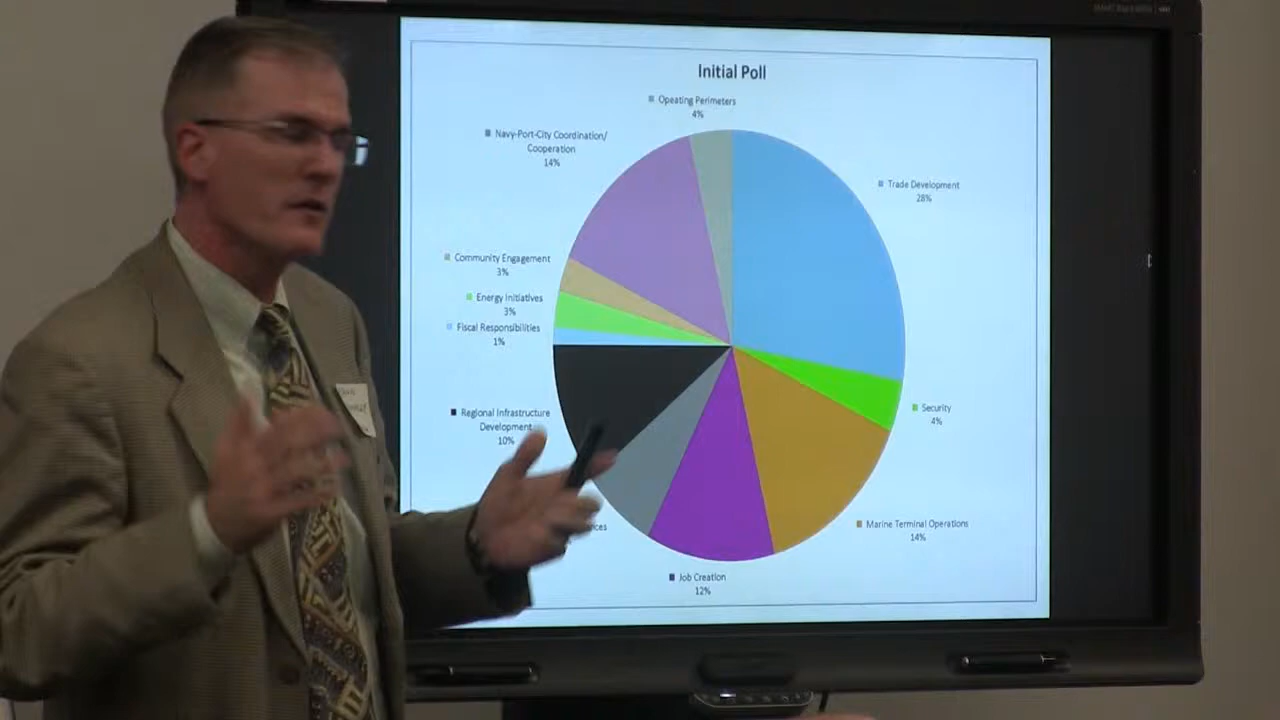 Initial Poll
Operating Perimeters
4%
Navy-Port-City Coordination/
Cooperation
14%
Trade Development
28%
Community Engagement
3%
Energy Initiatives
3%
Fiscal Responsibilities
1%
Regional Infrastructure
Development
10%
Security
4%
Marine Terminal Operations
14%
Job Creation
12%